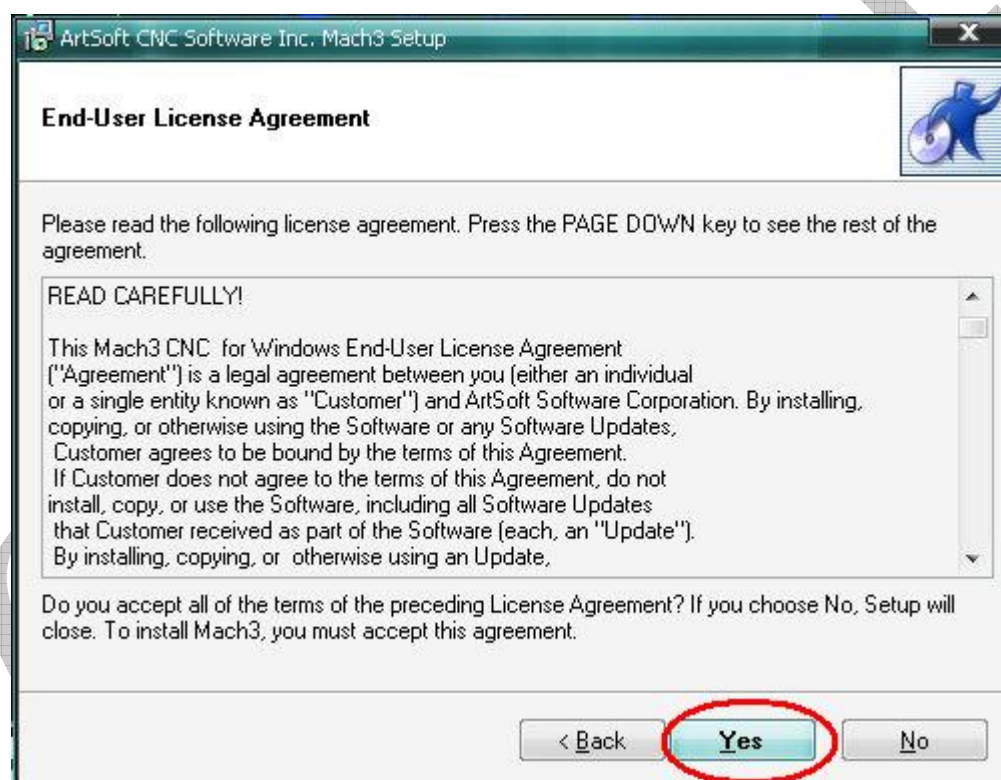 ArtSoft CNC Software Inc. Mach3 Setup
End-User License Agreement
Please read the following license agreement. Press the PAGE DOWN key to see the rest of the
agreement.
READ CAREFULLY!
This Mach3 CNC  for Windows End-User License Agreement
("Agreement") is a legal agreement between you (either an individual
or a single entity known as "Customer") and ArtSoft Software Corporation. By installing,
copying, or otherwise using the Software or any Software Updates,
Customer agrees to be bound by the terms of this Agreement.
If Customer does not agree to the terms of this Agreement, do not
install, copy, or use the Software, including all Software Updates
that Customer received as part of the Software (each, an "Update").
By installing, copying, or  otherwise using an Update,
Do you accept all of the terms of the preceding License Agreement? If you choose No, Setup will
close. To install Mach3, you must accept this agreement.
< Back Yes No